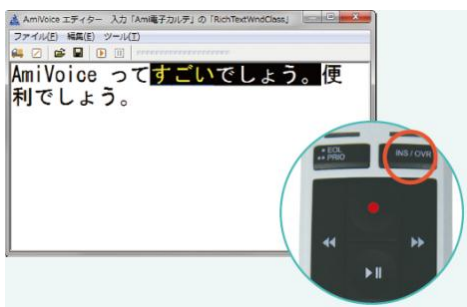 AmiVoice エディター 入力「Ami電子カルテ」の「RichTextWndClass」
ファイル(F) 編集(E) ツール(T)
AmiVoice ってすごいでしょう。便
利でしょう。
• EOL
•• PRIO
INS / OVR